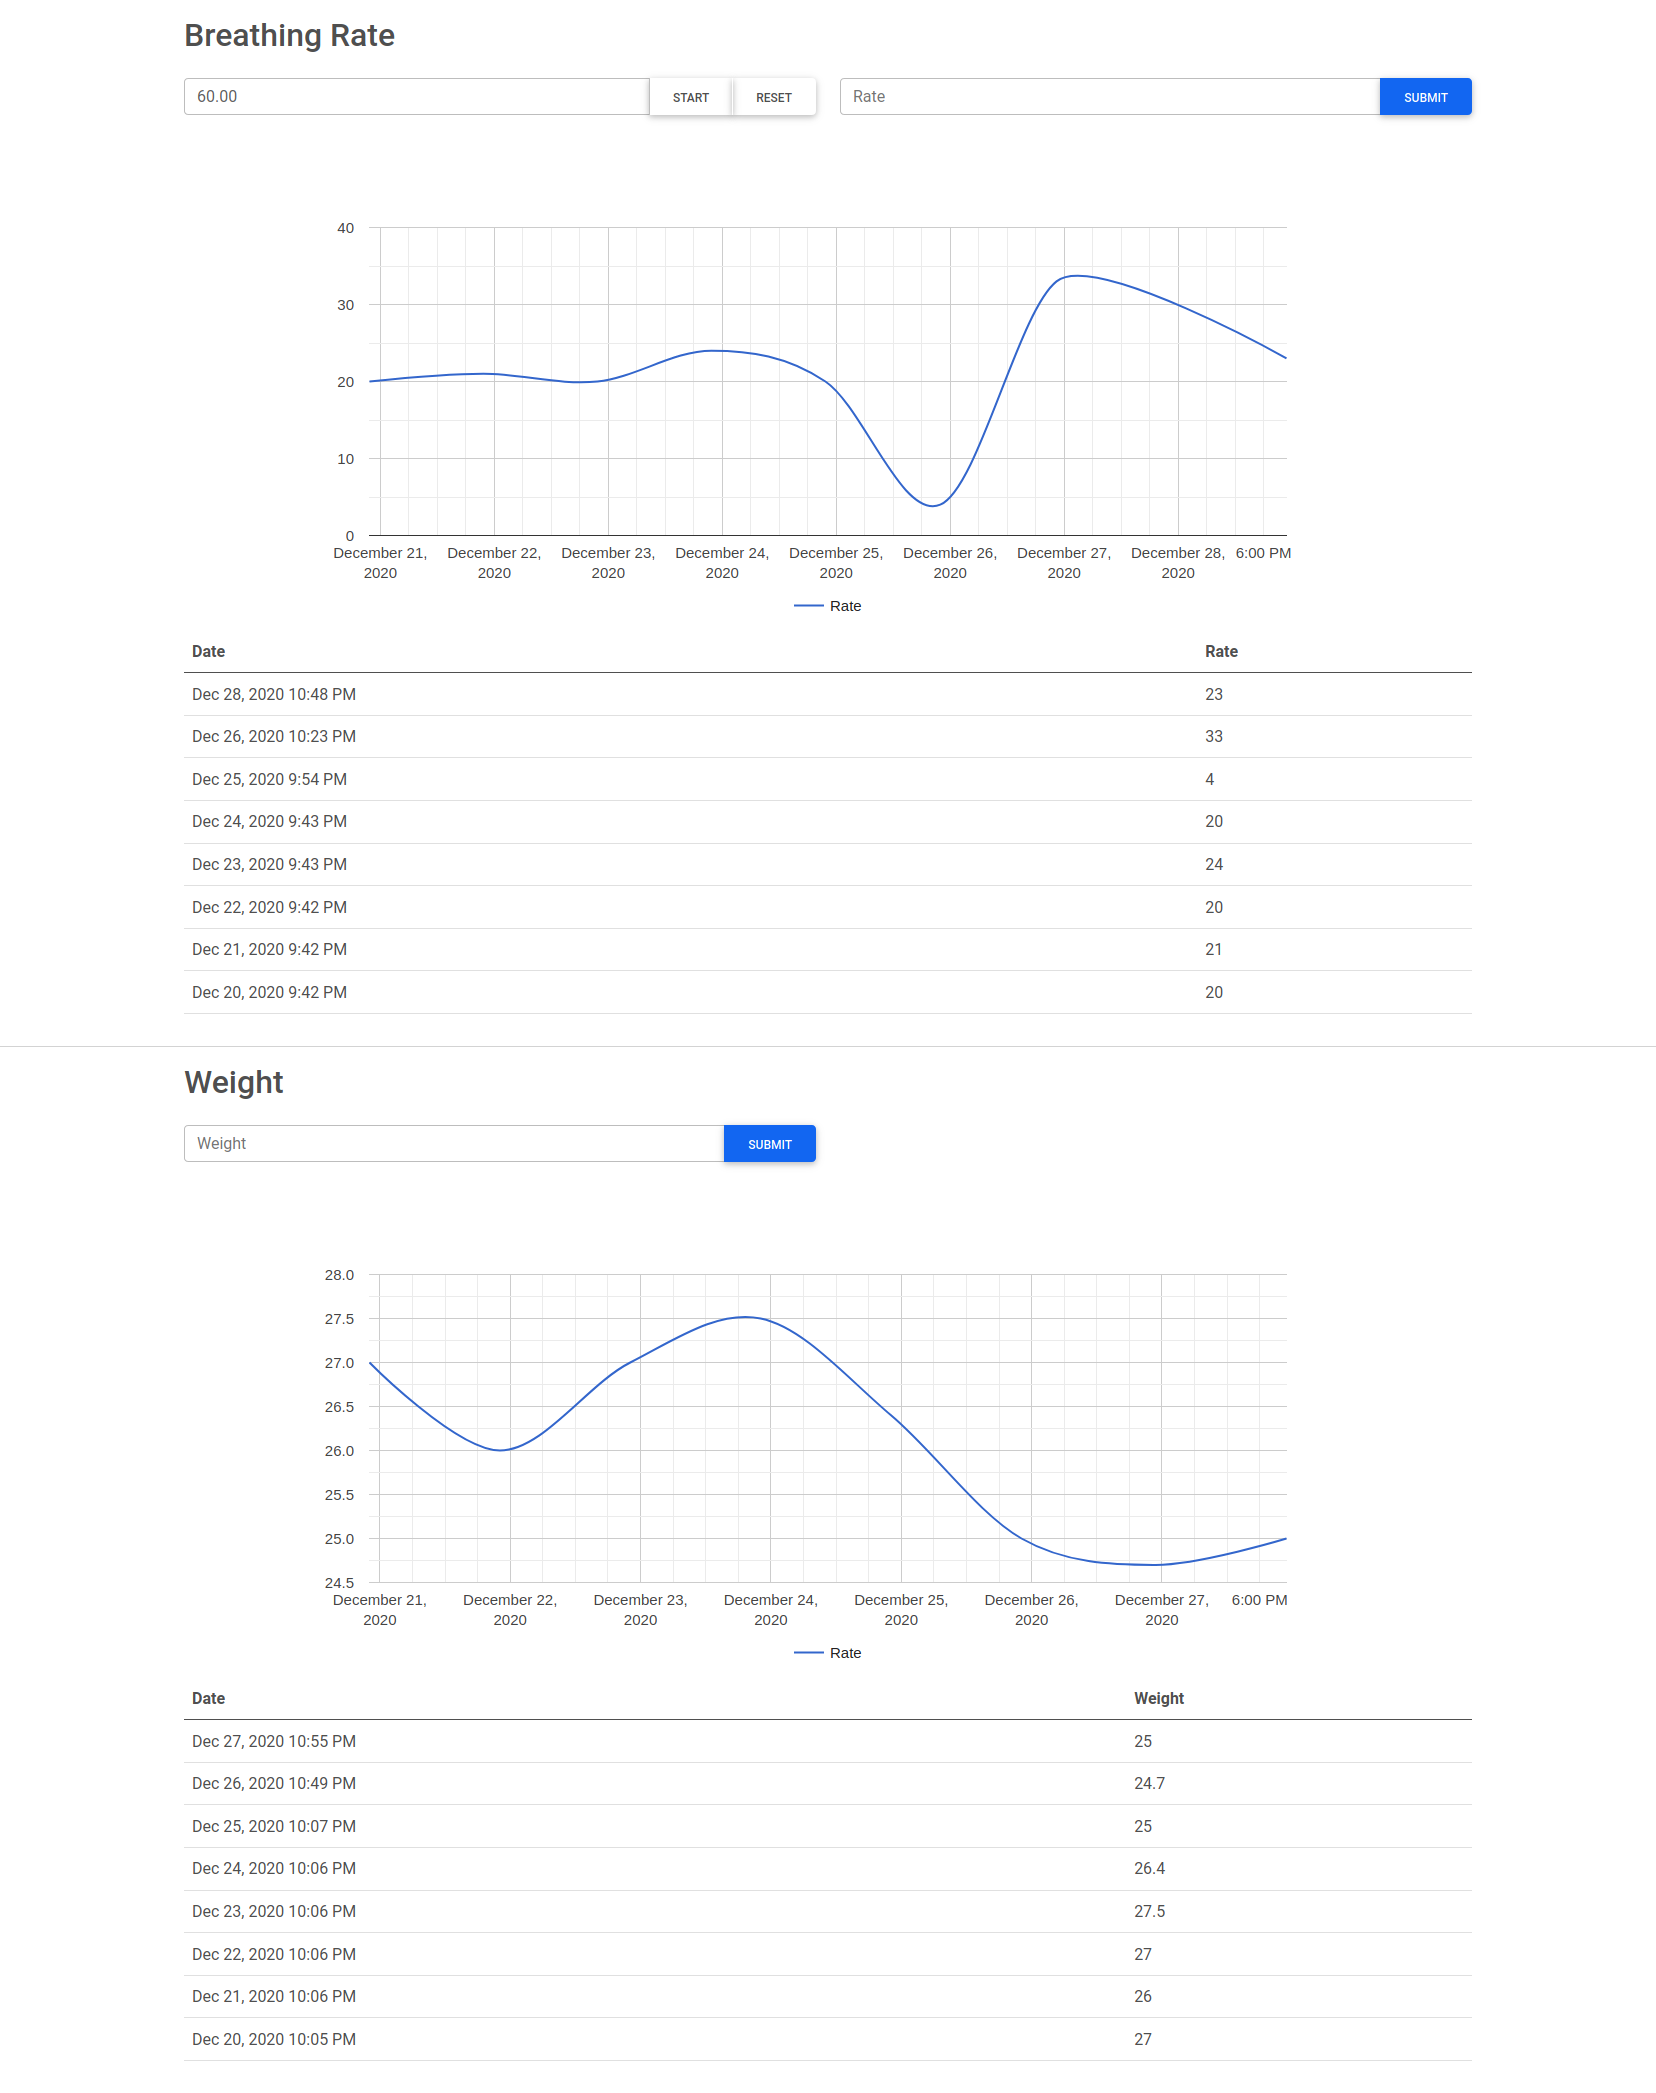 Breathing Rate
60.00 START RESET Rate SUBMIT
40
30
20
10
0
December 21, December 22, December 23, December 24, December 25, December 26, December 27, December 28, 6:00 PM
2020 2020 2020 2020 2020 2020 2020 2020
Rate
Date Rate
Dec 28, 2020 10:48 PM 23
Dec 26, 2020 10:23 PM 33
Dec 25, 2020 9:54 PM 4
Dec 24, 2020 9:43 PM 20
Dec 23, 2020 9:43 PM 24
Dec 22, 2020 9:42 PM 20
Dec 21, 2020 9:42 PM 21
Dec 20, 2020 9:42 PM 20
Weight
Weight SUBMIT
28.0
27.5
27.0
26.5
26.0
25.5
25.0
24.5
December 21, December 22, December 23, December 24, December 25, December 26, December 27, 6:00 PM
2020 2020 2020 2020 2020 2020 2020
Rate
Date Weight
Dec 27, 2020 10:55 PM 25
Dec 26, 2020 10:49 PM 24.7
Dec 25, 2020 10:07 PM 25
Dec 24, 2020 10:06 PM 26.4
Dec 23, 2020 10:06 PM 27.5
Dec 22, 2020 10:06 PM 27
Dec 21, 2020 10:06 PM 26
Dec 20, 2020 10:05 PM 27